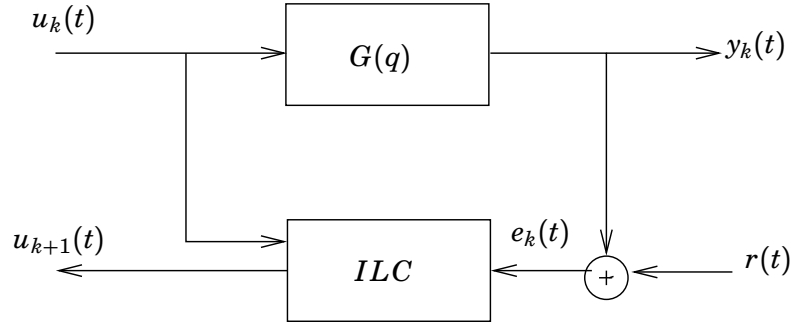 u_k(t)
G(q)
y_k(t)
u_{k+1}(t)
ILC
e_k(t)
+
r(t)